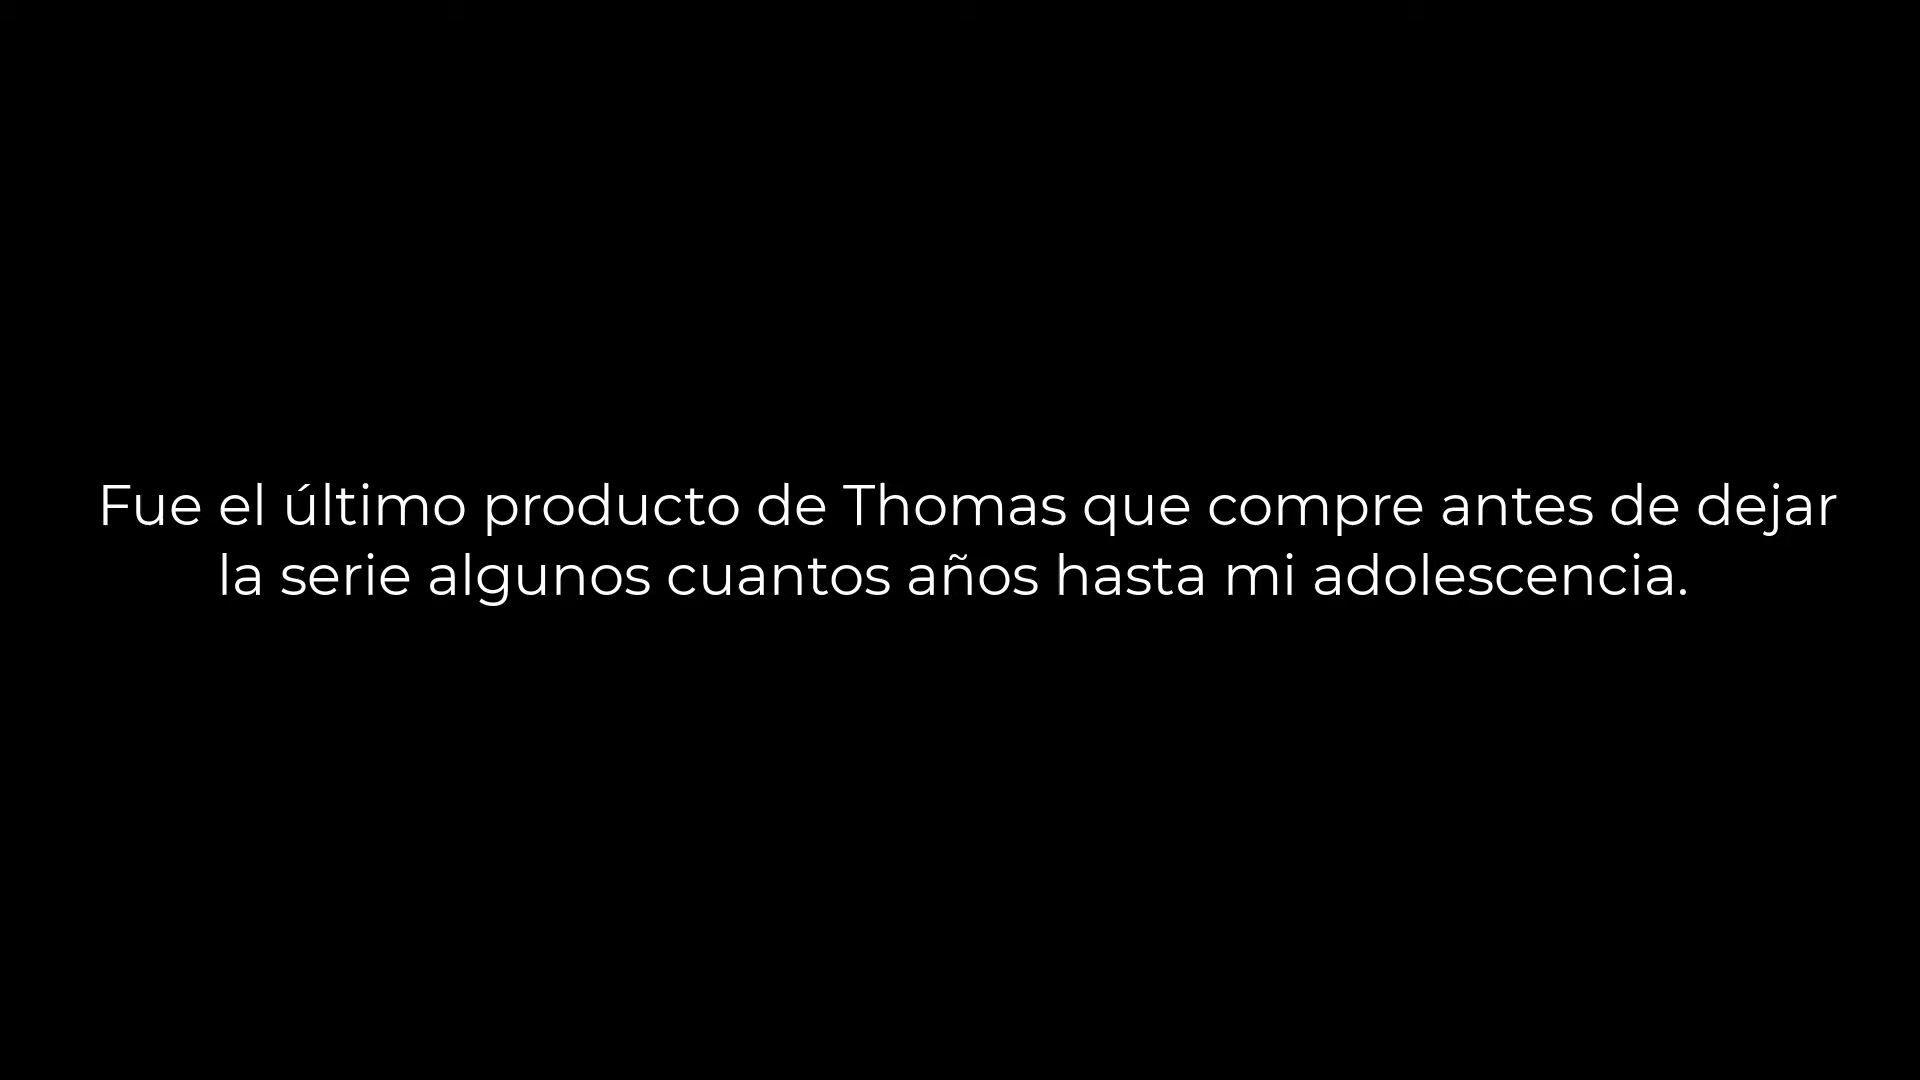 Fue el último producto de Thomas que compre antes de dejar
la serie algunos cuantos años hasta mi adolescencia.